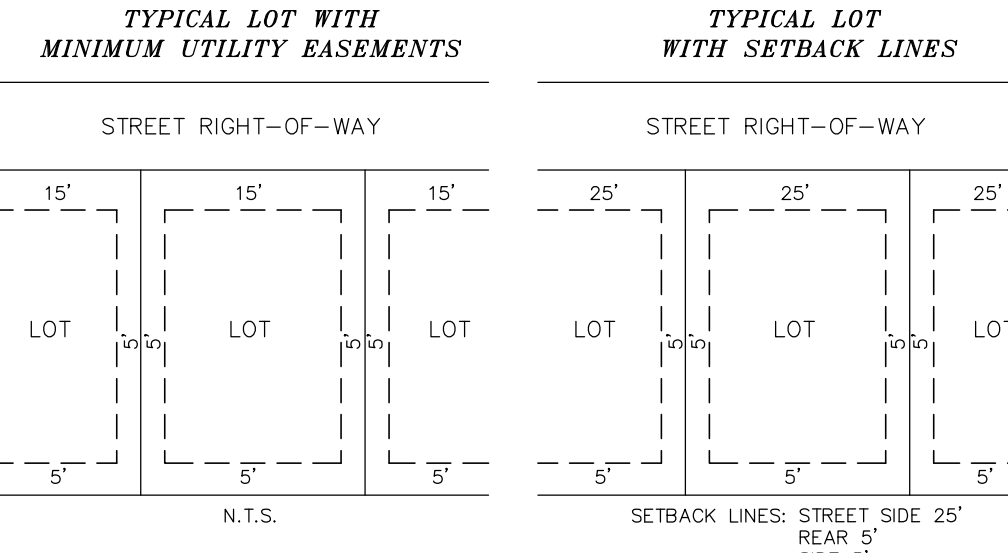 TYPICAL LOT WITH
MINIMUM UTILITY EASEMENTS
STREET RIGHT-OF-WAY
15' 15' 15'
LOT 5' 5' LOT 5' 5' LOT
5' 5' 5'
N.T.S.
TYPICAL LOT
WITH SETBACK LINES
STREET RIGHT-OF-WAY
25' 25' 25'
LOT 5' 5' LOT 5' 5'
5' 5' 5'
SETBACK LINES: STREET SIDE 25'
REAR 5'